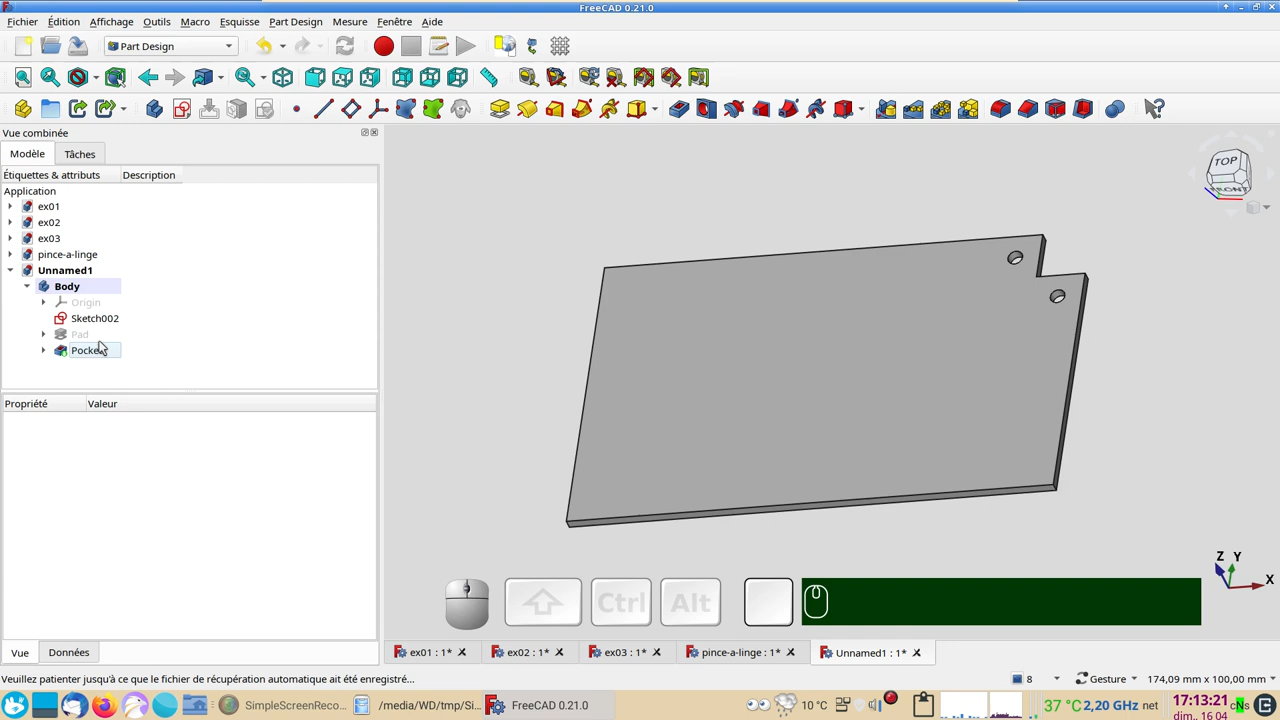 FreeCAD 0.21.0
Fichier Édition Affichage Outils Macro Esquisse Part Design Mesure Fenêtre Aide
Part Design
Vue combinée
Modèle Tâches
Étiquettes & attributs Description
Application
ex01
ex02
ex03
pince-a-linge
Unnamed1
Body
Origin
Sketch002
Pad
Pocket
Propriété Valeur
TOP
FRONT
Z Y X
Ctrl Alt
Vue Données
ex01 : 1* ex02 : 1* ex03 : 1* pince-a-linge : 1* Unnamed1 : 1*
Veuillez patienter jusqu'à ce que le fichier de récupération automatique ait été enregistré... 8 Gesture 174,09 mm x 100,00 mm
SimpleScreenReco... /media/WD/tmp/Si... FreeCAD 0.21.0 10 °C 37 °C 2,20 GHz net 17:13:21
dim., 16 04